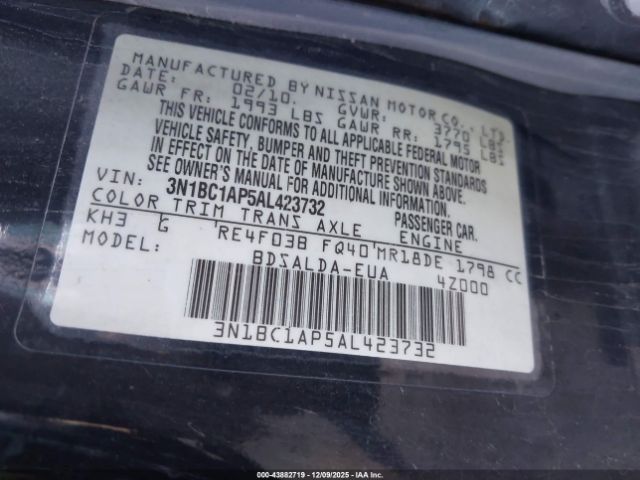 MANUFACTURED BY NISSAN MOTOR CO., LTD.
DATE: 02/10. GVWR: 3770 LBS
GAWR FR: 1993 LBS GAWR RR: 1795 LBS
THIS VEHICLE CONFORMS TO ALL APPLICABLE FEDERAL MOTOR
VEHICLE SAFETY, BUMPER AND THEFT PREVENTION STANDARDS
IN EFFECT ON THE DATE OF MANUFACTURE SHOWN ABOVE.
SEE OWNER'S MANUAL FOR ADDITIONAL INFORMATION.
VIN: 3N1BC1AP5AL423732 PASSENGER CAR.
COLOR TRIM TRANS AXLE ENGINE
KH3 G RE4F03B FQ40 MR18DE 1798 CC
MODEL: BDSALDA-EUA 4Z000
3N1BC1AP5AL423732
000-43882719 | 12/09/2025 - IAAI.COM